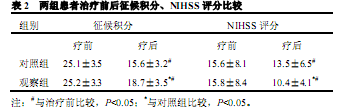 表 2 两组患者治疗前后征候积分、NIHSS 评分比较
组别 征候积分 NIHSS 评分
疗前 疗后 疗前 疗后
对照组 25.1±3.5 15.6±3.2# 15.6±8.1 13.5±6.5#
观察组 25.2±3.3 18.7±3.5*# 15.8±8.4 10.4±4.1*#
注：#与治疗前比较，P<0.05；*与对照组比较，P<0.05。